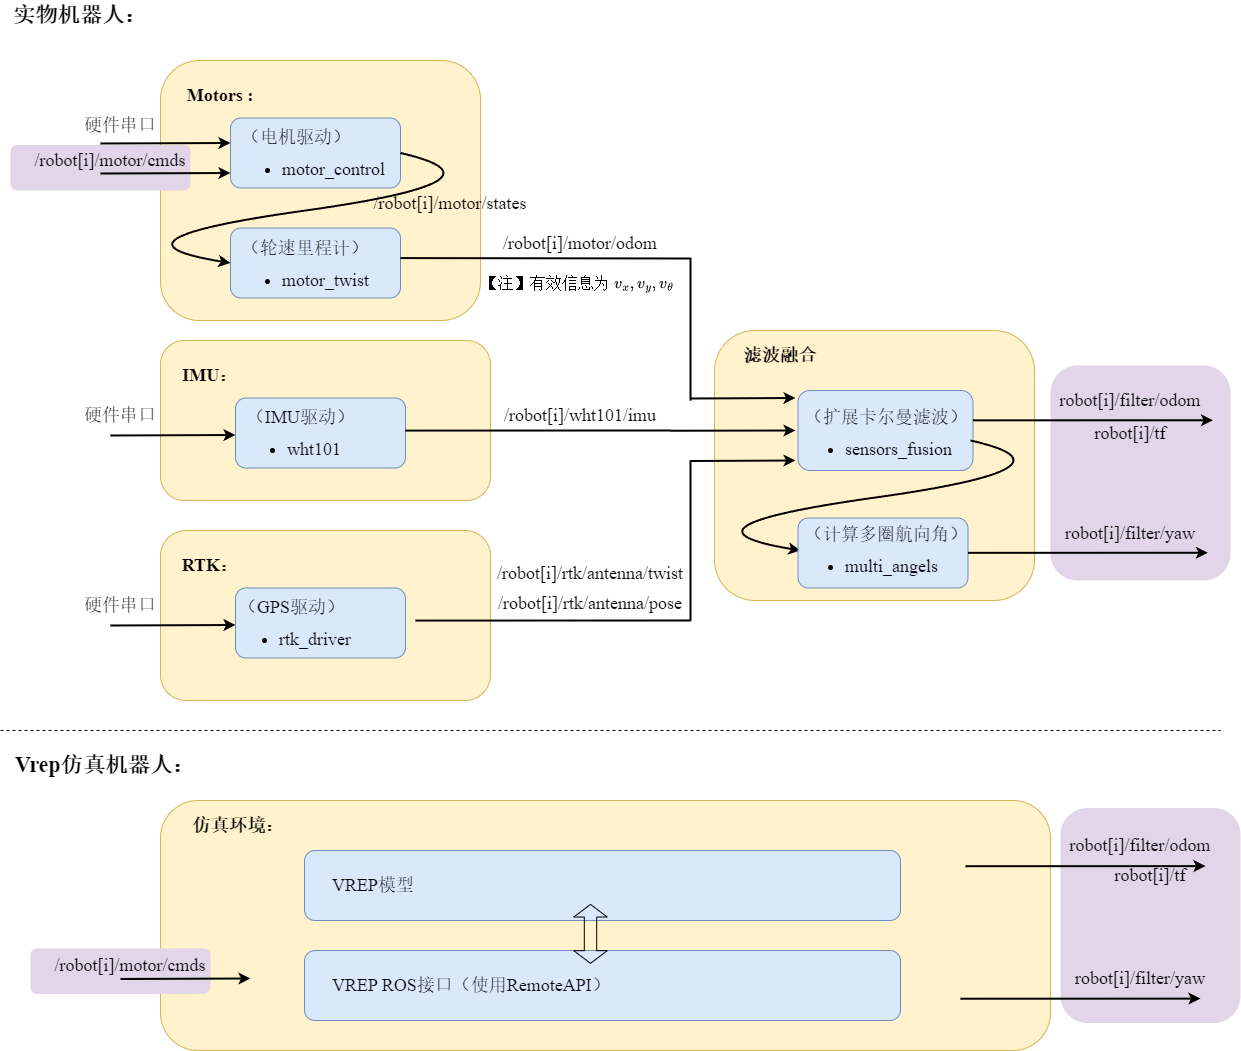 实物机器人：
Motors :
硬件串口
/robot[i]/motor/cmds
（电机驱动）
• motor_control
/robot[i]/motor/states
（轮速里程计）
• motor_twist
/robot[i]/motor/odom
【注】有效信息为 vₓ, vᵧ, v_θ
IMU：
硬件串口
（IMU驱动）
• wht101
/robot[i]/wht101/imu
RTK：
硬件串口
（GPS驱动）
• rtk_driver
/robot[i]/rtk/antenna/twist
/robot[i]/rtk/antenna/pose
滤波融合
（扩展卡尔曼滤波）
• sensors_fusion
（计算多圈航向角）
• multi_angels
robot[i]/filter/odom
robot[i]/tf
robot[i]/filter/yaw
Vrep仿真机器人：
仿真环境：
VREP模型
VREP ROS接口（使用RemoteAPI）
/robot[i]/motor/cmds
robot[i]/filter/odom
robot[i]/tf
robot[i]/filter/yaw